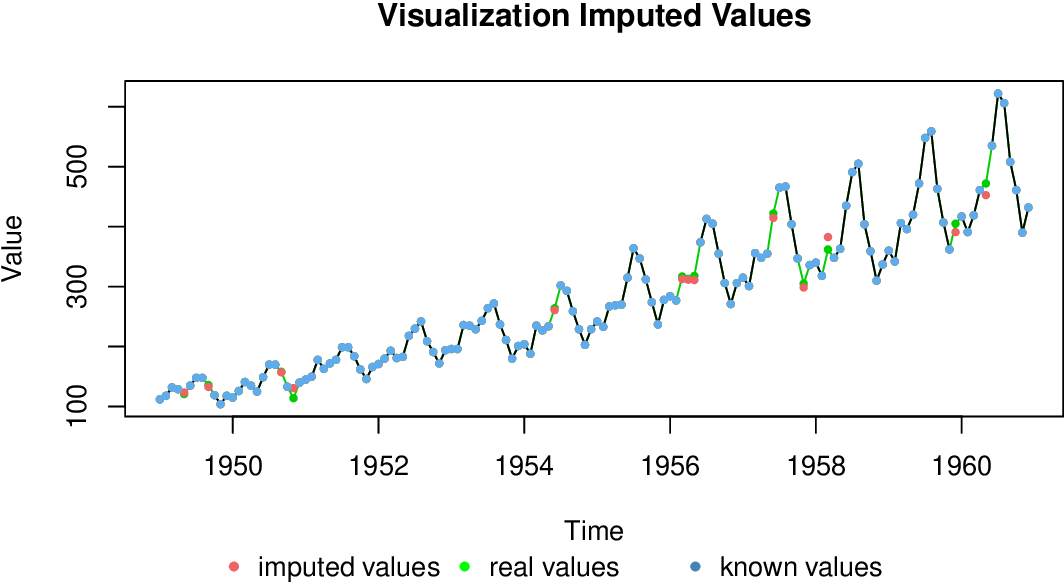 Visualization Imputed Values
Value
500
300
100
1950 1952 1954 1956 1958 1960
Time
imputed values real values known values